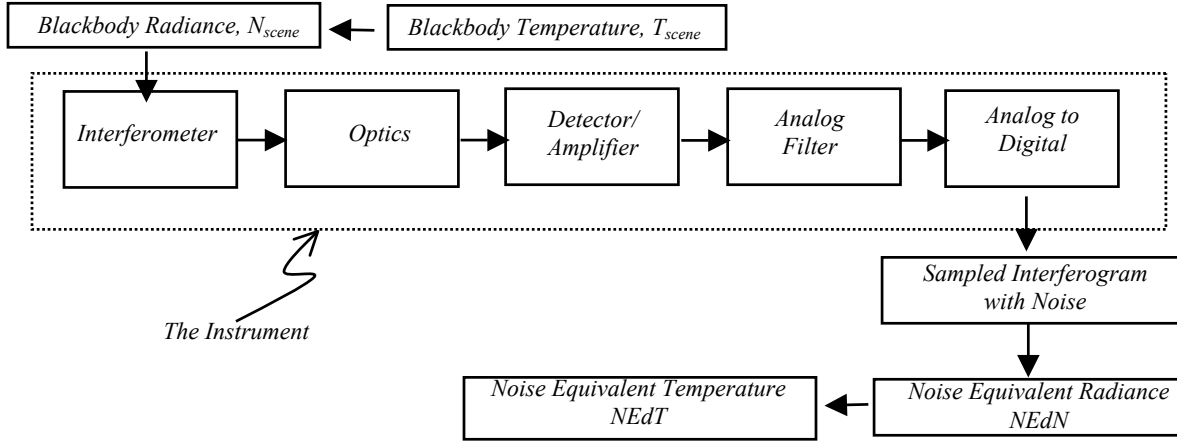 Blackbody Radiance, N_scene
Blackbody Temperature, T_scene
Interferometer
Optics
Detector/
Amplifier
Analog
Filter
Analog to
Digital
The Instrument
Sampled Interferogram
with Noise
Noise Equivalent Temperature
NEdT
Noise Equivalent Radiance
NEdN